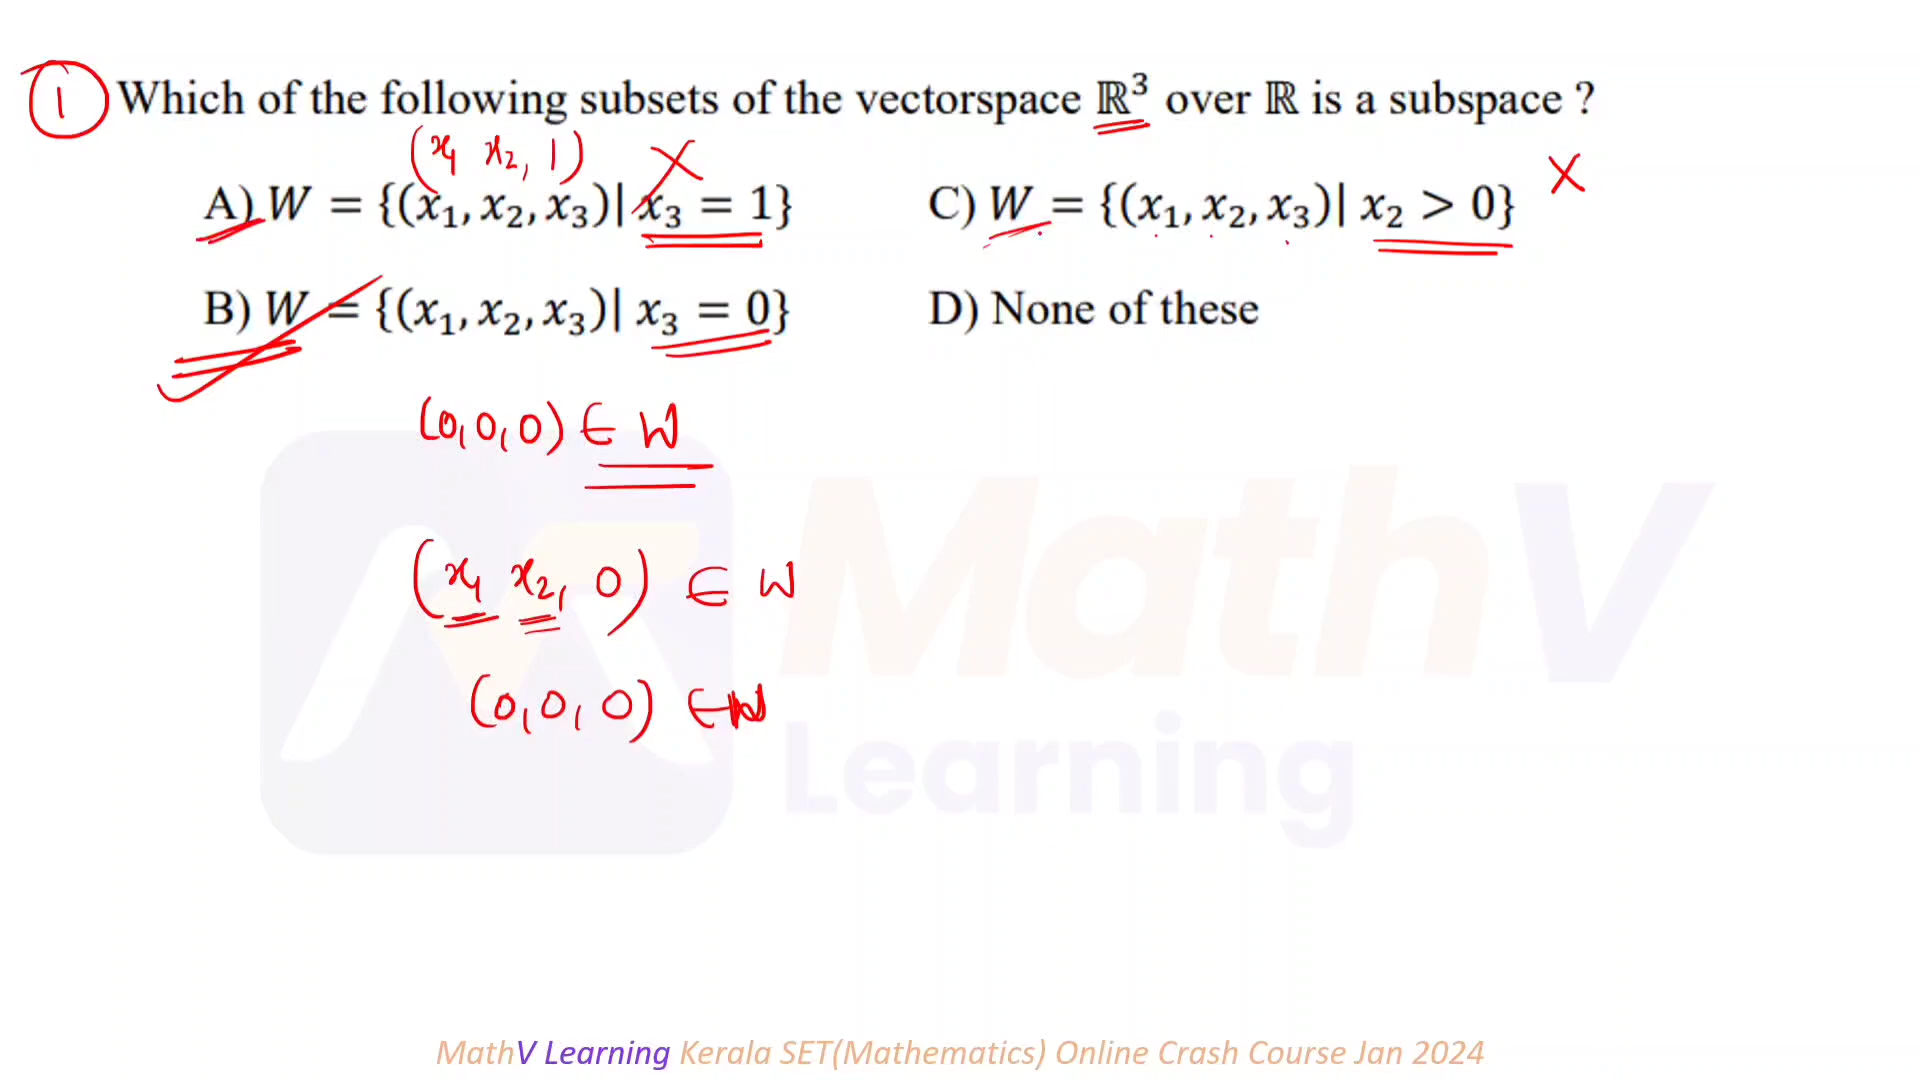 1 Which of the following subsets of the vectorspace ℝ³ over ℝ is a subspace ?
(x₁ x₂, 1) X
A) W = {(x₁, x₂, x₃)| x₃ = 1}
C) W = {(x₁, x₂, x₃)| x₂ > 0} X
B) W = {(x₁, x₂, x₃)| x₃ = 0}
D) None of these
(0, 0, 0) ∈ W
(x₁ x₂, 0) ∈ W
(0, 0, 0) ∈ W
MathV
Learning
MathV Learning Kerala SET(Mathematics) Online Crash Course Jan 2024